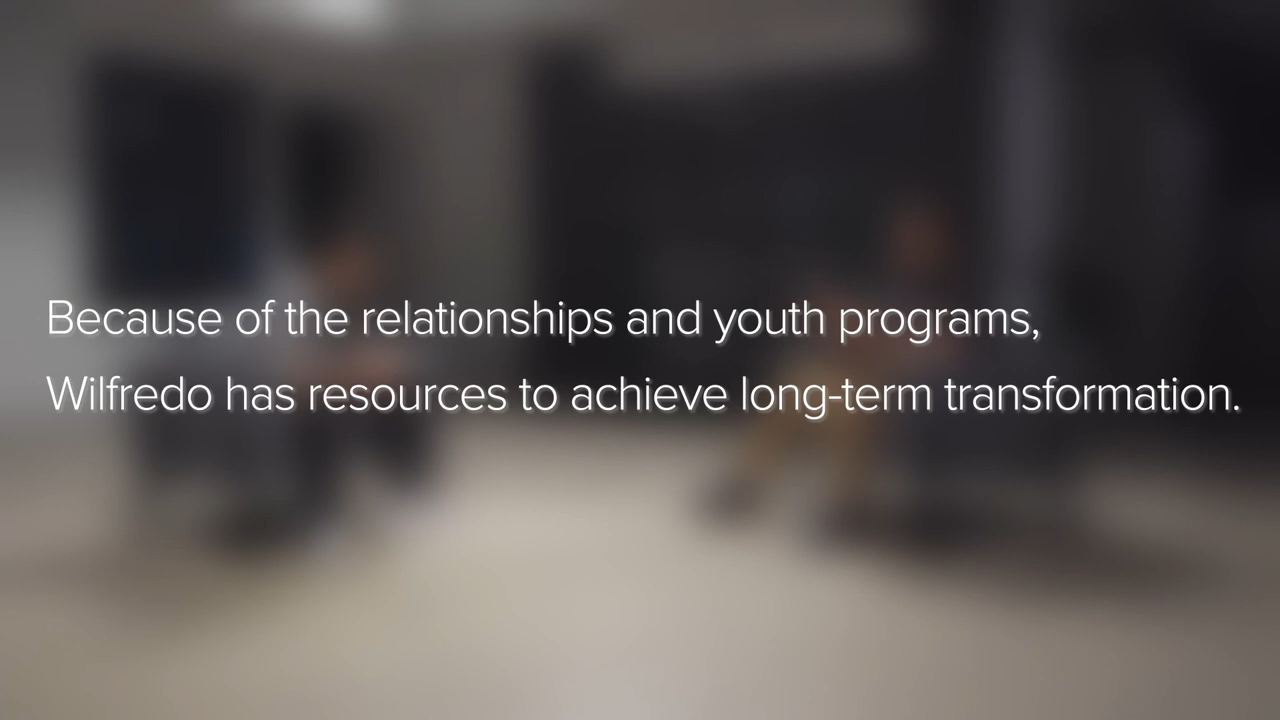 Because of the relationships and youth programs,
Wilfredo has resources to achieve long-term transformation.